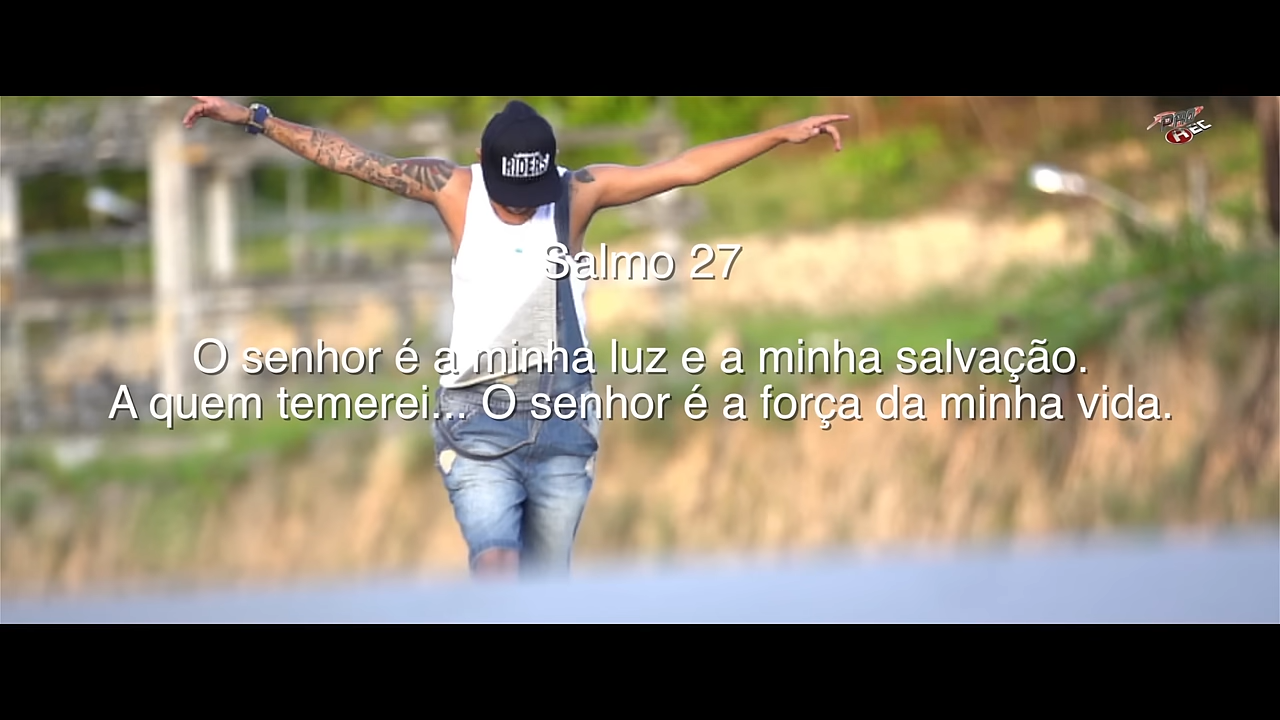 RIDERS
Salmo 27
O senhor é a minha luz e a minha salvação.
A quem temerei... O senhor é a força da minha vida.